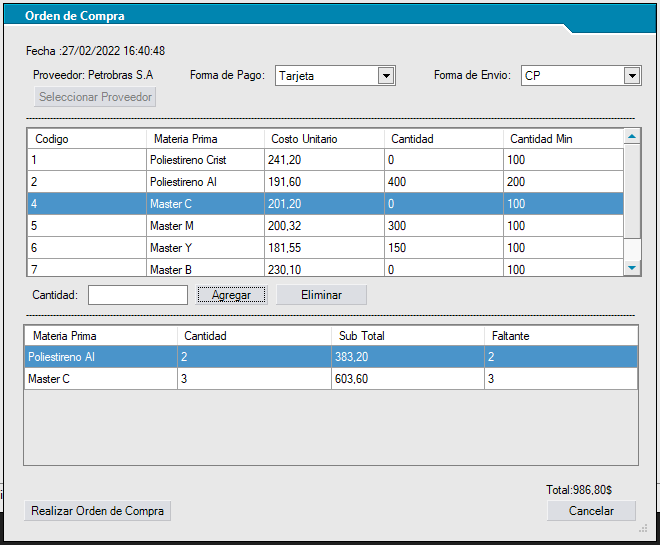 Orden de Compra
Fecha :27/02/2022 16:40:48
Proveedor: Petrobras S.A Forma de Pago: Tarjeta Forma de Envio: CP
Seleccionar Proveedor
Codigo Materia Prima Costo Unitario Cantidad Cantidad Min
1 Poliestireno Crist 241,20 0 100
2 Poliestireno Al 191,60 400 200
4 Master C 201,20 0 100
5 Master M 200,32 300 100
6 Master Y 181,55 150 100
7 Master B 230,10 0 100
Cantidad: Agregar Eliminar
Materia Prima Cantidad Sub Total Faltante
Poliestireno Al 2 383,20 2
Master C 3 603,60 3
Total:986,80$
Realizar Orden de Compra Cancelar